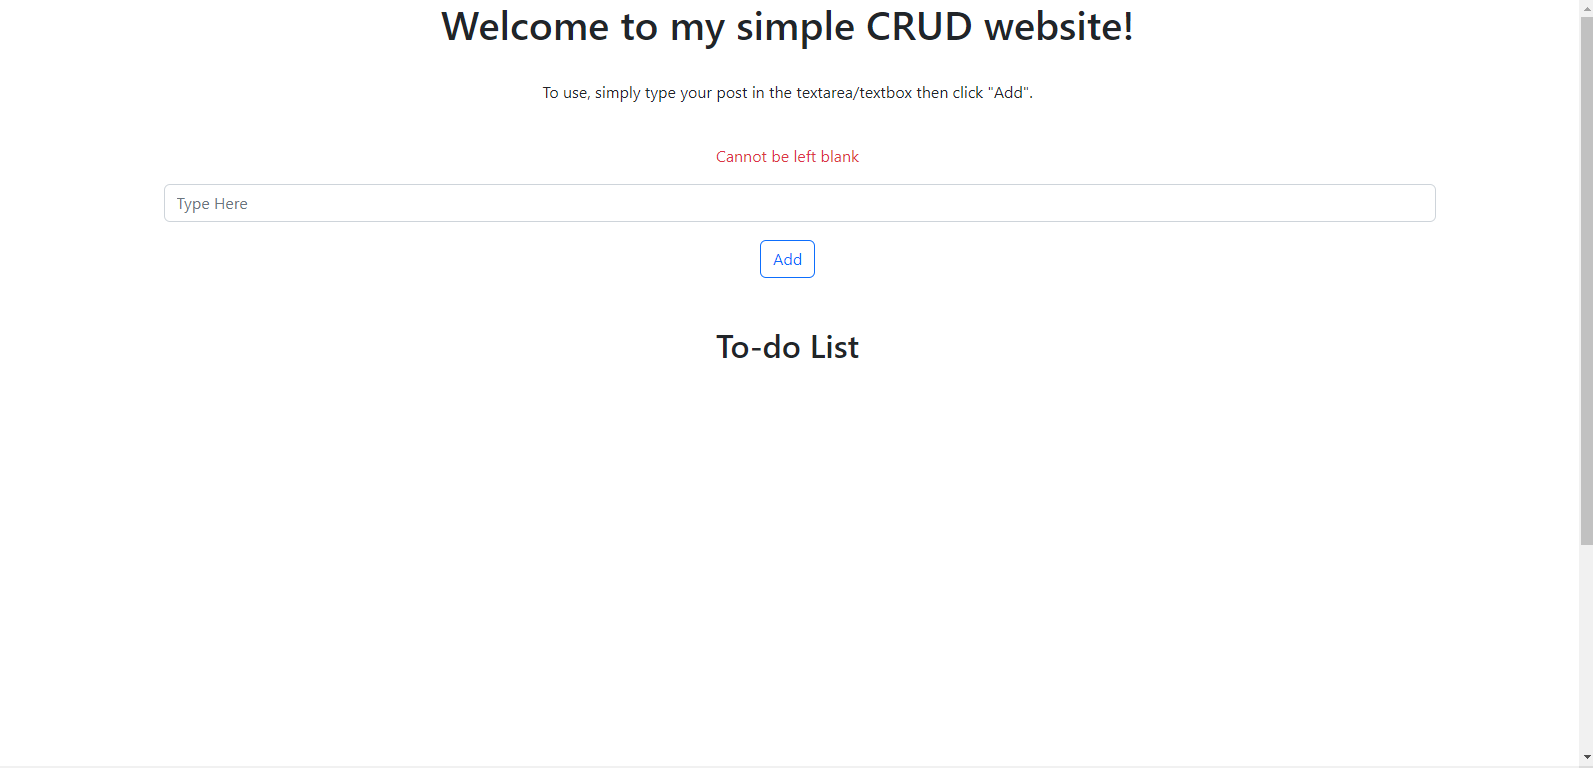 Welcome to my simple CRUD website!
To use, simply type your post in the textarea/textbox then click "Add".
Cannot be left blank
Type Here
Add
To-do List